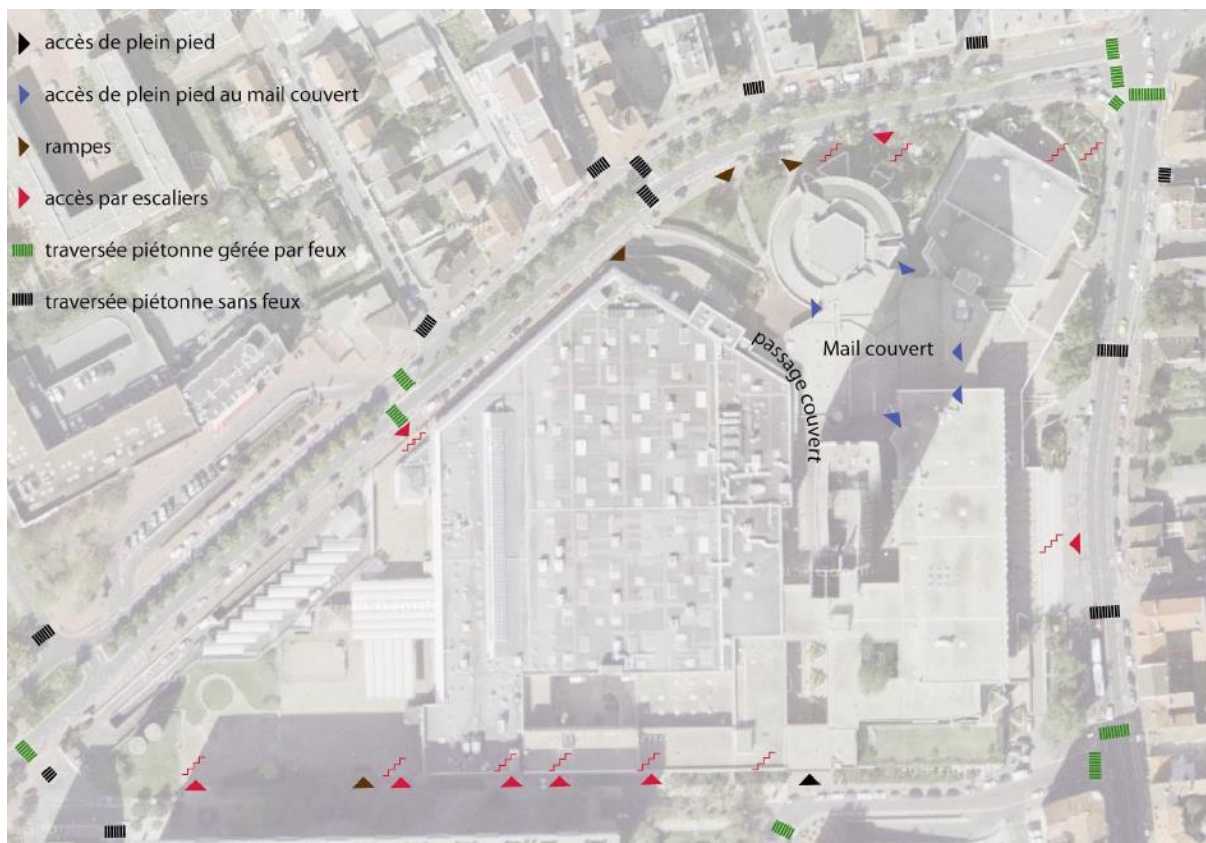 accès de plein pied
accès de plein pied au mail couvert
rampes
accès par escaliers
traversée piétonne gérée par feux
traversée piétonne sans feux
passage couvert
Mail couvert